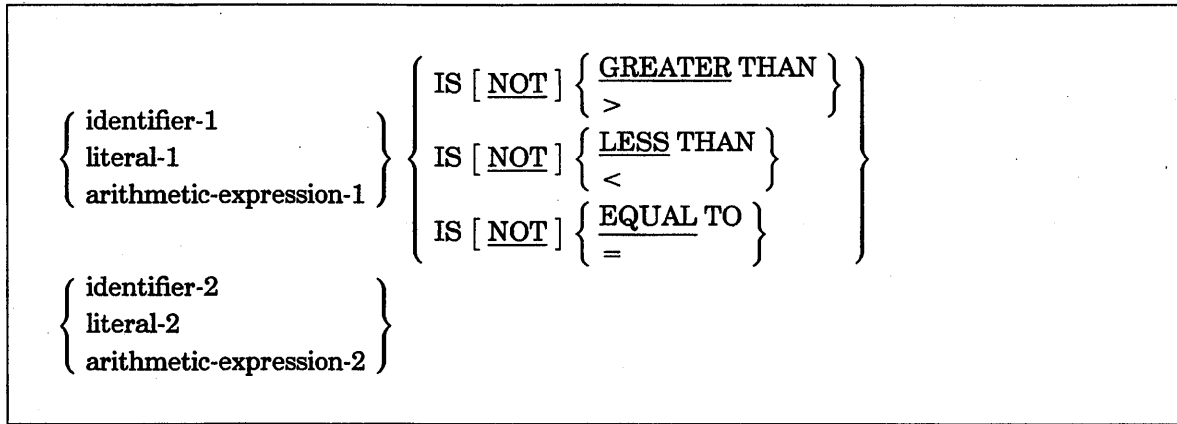 IS [ NOT ] { GREATER THAN
>
}
{ identifier-1
literal-1
arithmetic-expression-1 }
IS [ NOT ] { LESS THAN
<
}
IS [ NOT ] { EQUAL TO
=
}
{ identifier-2
literal-2
arithmetic-expression-2 }